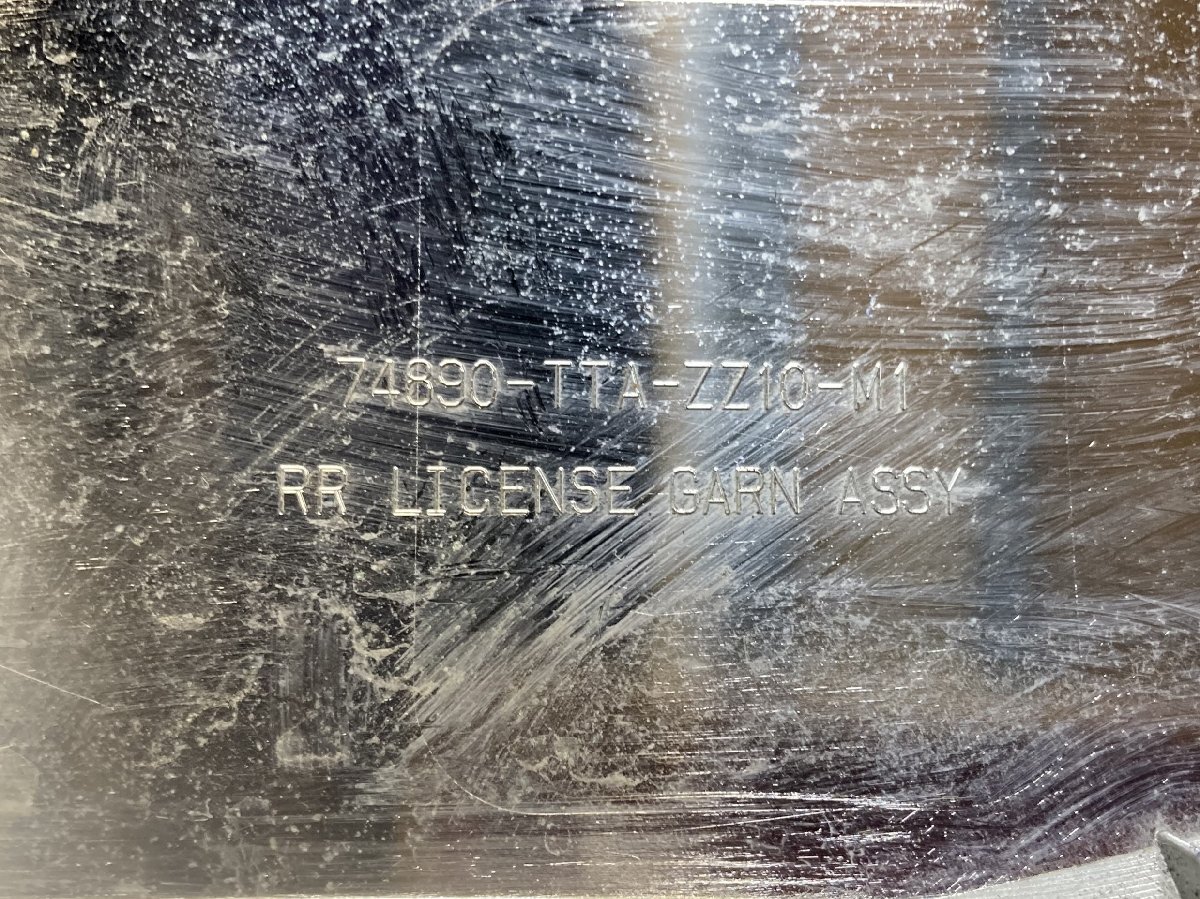 74890-TTA-ZZ10-M1
RR LICENSE GARN ASSY